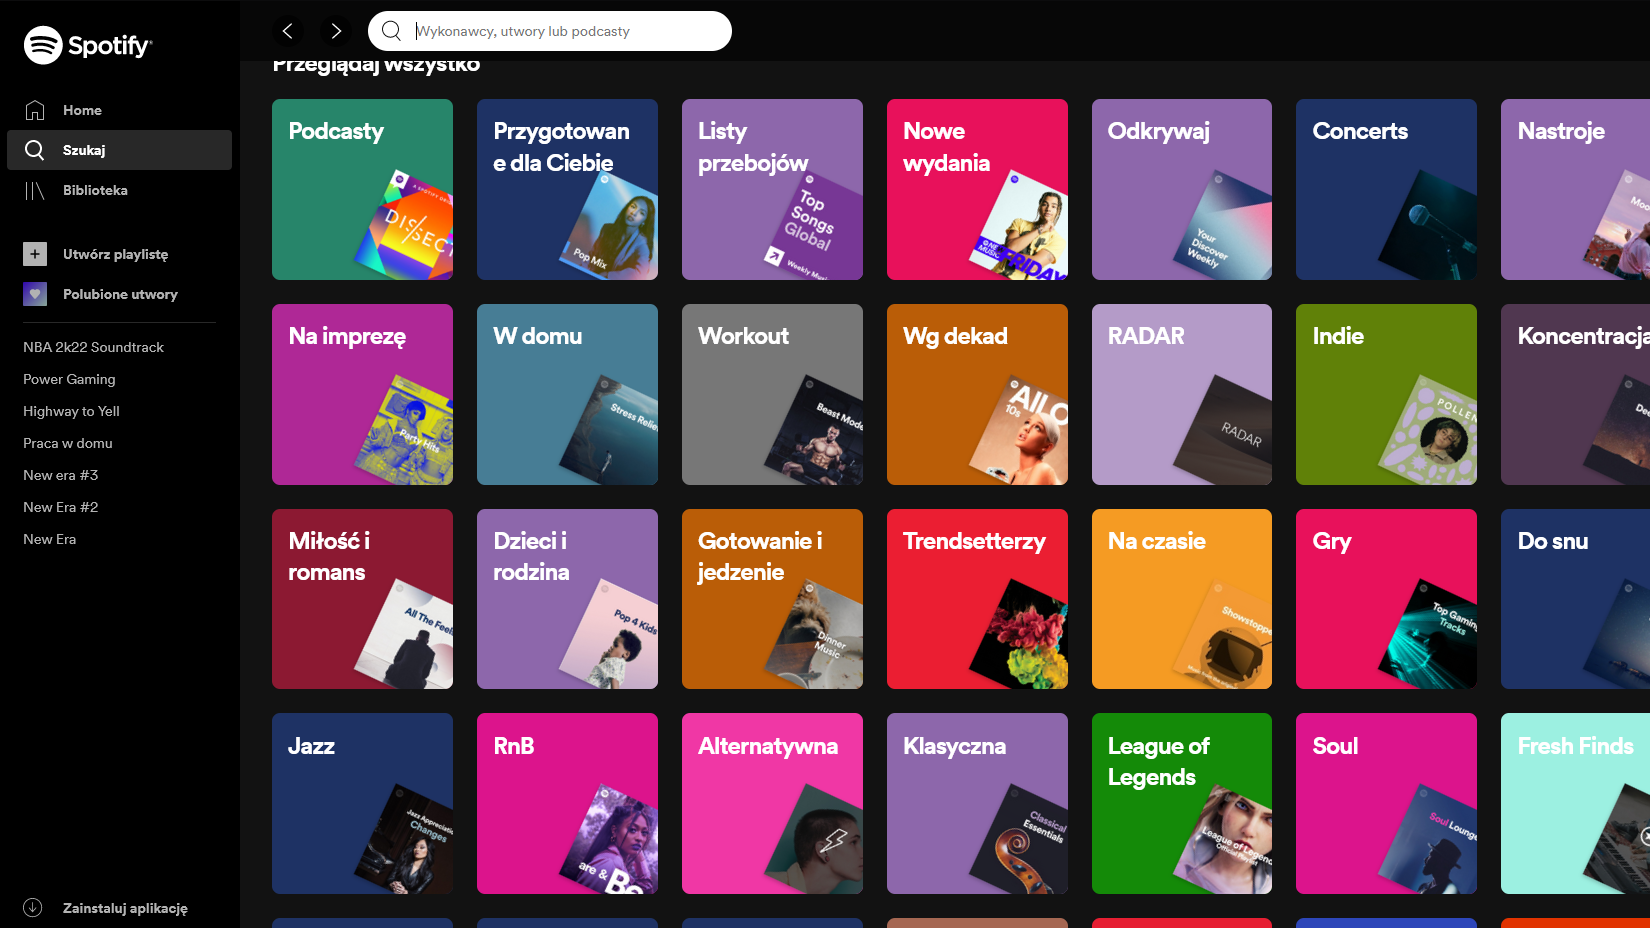 Spotify
Home
Szukaj
Biblioteka
Utwórz playlistę
Polubione utwory
NBA 2k22 Soundtrack
Power Gaming
Highway to Yell
Praca w domu
New era #3
New Era #2
New Era
Zainstaluj aplikację
Wykonawcy, utwory lub podcasty
Przeglądaj wszystko
Podcasty
DIS/SECT
Przygotowan
e dla Ciebie
Pop Mix
Listy
przebojów
Top
Songs
Global
Weekly
Nowe
wydania
NEW
MUSIC
FRIDAY
Odkrywaj
Your
Discover
Weekly
Concerts
Nastroje
Na imprezę
Party Hits
W domu
Stress Relief
Workout
Beast Mode
Wg dekad
10s
RADAR
RADAR
Indie
POLLEN
Koncentracja
Miłość i
romans
All The Feels
Dzieci i
rodzina
Pop 4 Kids
Gotowanie i
jedzenie
Dinner
Music
Trendsetterzy
Na czasie
Gry
Top Gaming
Tracks
Do snu
Jazz
Jazz
Changes
RnB
are & Be
Alternatywna
Klasyczna
Classical
Essentials
League of
Legends
League of Legends
Official Playlist
Soul
Soul Lounge
Fresh Finds